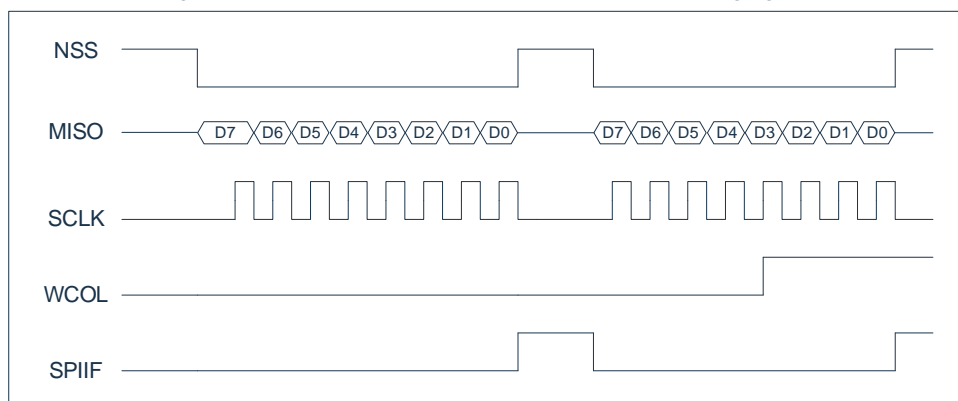 NSS
MISO D7 D6 D5 D4 D3 D2 D1 D0 D7 D6 D5 D4 D3 D2 D1 D0
SCLK
WCOL
SPIIF